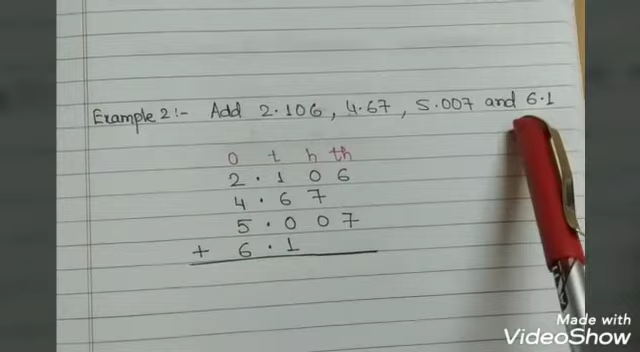 Example 2:- Add 2.106, 4.67, 5.007 and 6.1
o t h th
2 . 1 0 6
4 . 6 7
5 . 0 0 7
+ 6 . 1
Made with
VideoShow